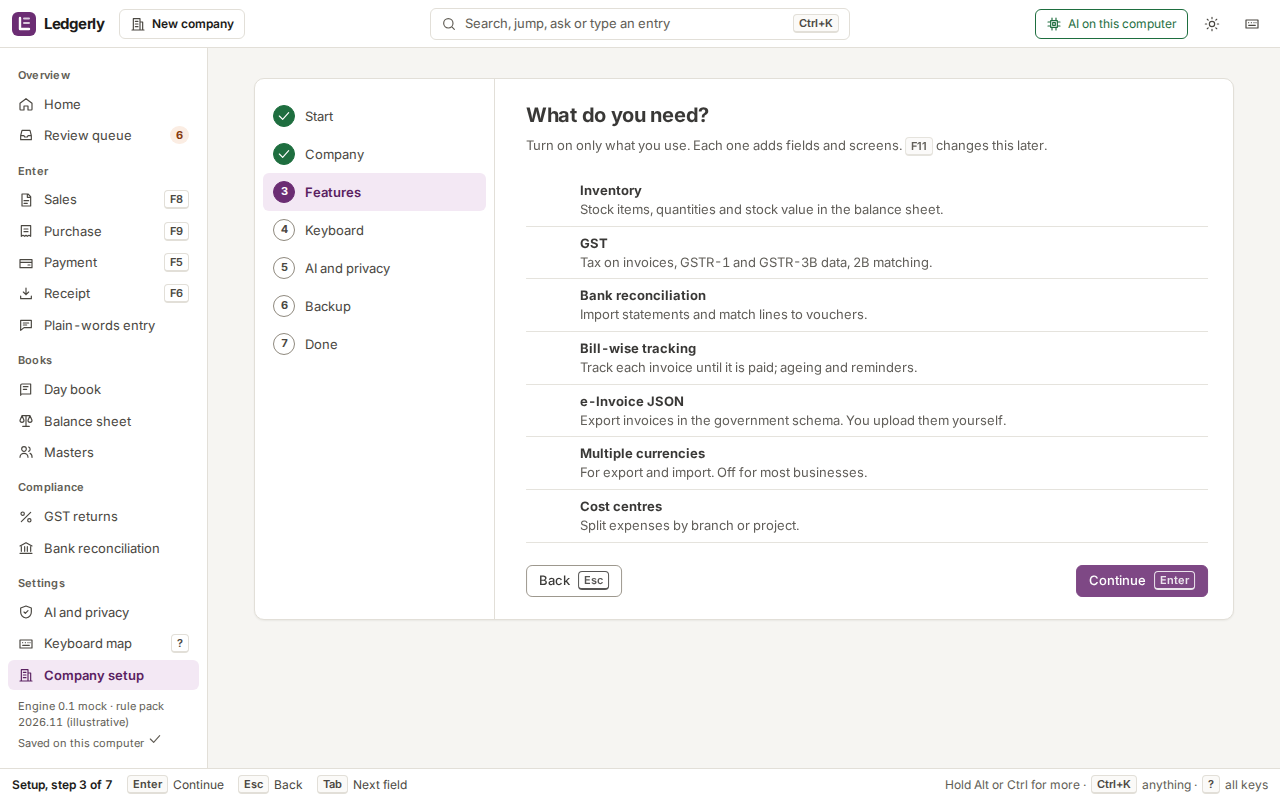 Ledgerly
New company
Search, jump, ask or type an entry
Ctrl+K
AI on this computer
Overview
Home
Review queue
6
Enter
Sales
F8
Purchase
F9
Payment
F5
Receipt
F6
Plain-words entry
Books
Day book
Balance sheet
Masters
Compliance
GST returns
Bank reconciliation
Settings
AI and privacy
Keyboard map
?
Company setup
Engine 0.1 mock · rule pack
2026.11 (illustrative)
Saved on this computer
Start
Company
3 Features
4 Keyboard
5 AI and privacy
6 Backup
7 Done
What do you need?
Turn on only what you use. Each one adds fields and screens. F11 changes this later.
Inventory
Stock items, quantities and stock value in the balance sheet.
GST
Tax on invoices, GSTR-1 and GSTR-3B data, 2B matching.
Bank reconciliation
Import statements and match lines to vouchers.
Bill-wise tracking
Track each invoice until it is paid; ageing and reminders.
e-Invoice JSON
Export invoices in the government schema. You upload them yourself.
Multiple currencies
For export and import. Off for most businesses.
Cost centres
Split expenses by branch or project.
Back Esc
Continue Enter
Setup, step 3 of 7 Enter Continue Esc Back Tab Next field
Hold Alt or Ctrl for more · Ctrl+K anything · ? all keys